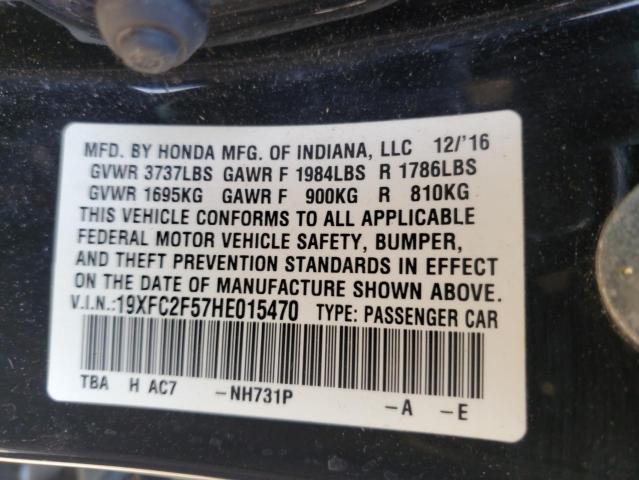 MFD. BY HONDA MFG. OF INDIANA, LLC 12/'16
GVWR 3737LBS GAWR F 1984LBS R 1786LBS
GVWR 1695KG GAWR F 900KG R 810KG
THIS VEHICLE CONFORMS TO ALL APPLICABLE
FEDERAL MOTOR VEHICLE SAFETY, BUMPER,
AND THEFT PREVENTION STANDARDS IN EFFECT
ON THE DATE OF MANUFACTURE SHOWN ABOVE.
V.I.N.:19XFC2F57HE015470 TYPE: PASSENGER CAR
TBA H AC7 -NH731P -A -E